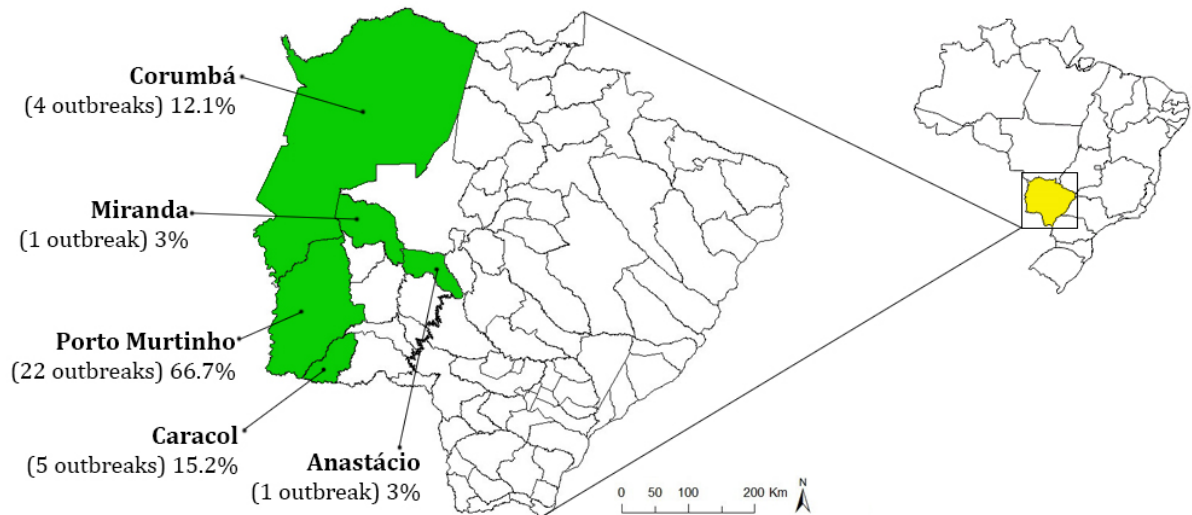 Corumbá
(4 outbreaks) 12.1%
Miranda
(1 outbreak) 3%
Porto Murtinho
(22 outbreaks) 66.7%
Caracol
(5 outbreaks) 15.2%
Anastácio
(1 outbreak) 3%
0 50 100 200 Km
N